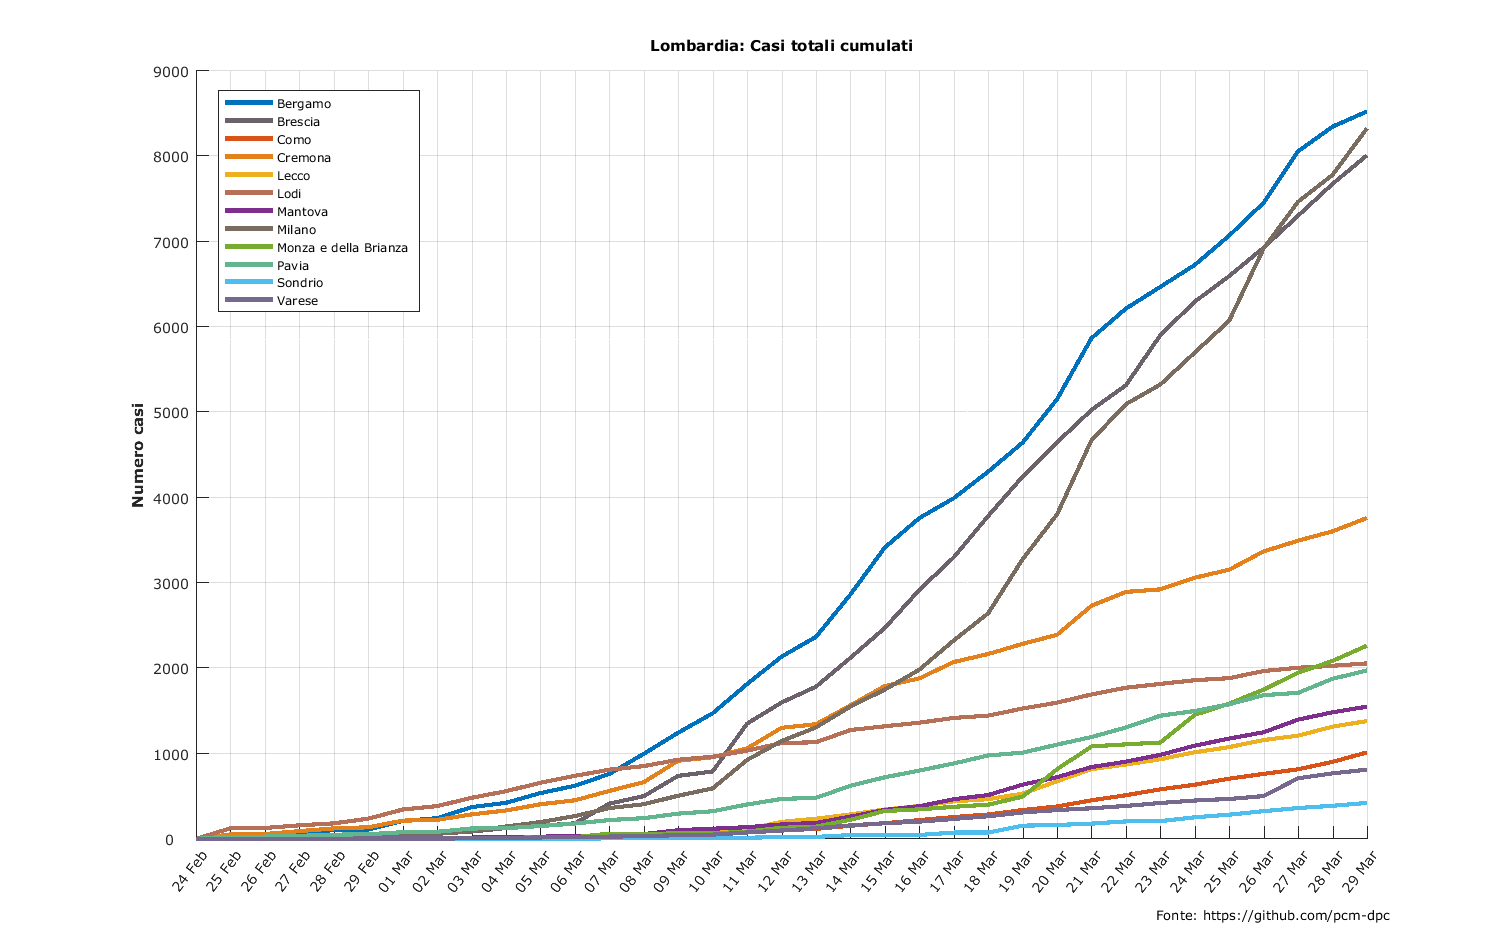 Lombardia: Casi totali cumulati
9000
8000
7000
6000
5000
4000
3000
2000
1000
0
Numero casi
Bergamo
Brescia
Como
Cremona
Lecco
Lodi
Mantova
Milano
Monza e della Brianza
Pavia
Sondrio
Varese
24 Feb
25 Feb
26 Feb
27 Feb
28 Feb
29 Feb
01 Mar
02 Mar
03 Mar
04 Mar
05 Mar
06 Mar
07 Mar
08 Mar
09 Mar
10 Mar
11 Mar
12 Mar
13 Mar
14 Mar
15 Mar
16 Mar
17 Mar
18 Mar
19 Mar
20 Mar
21 Mar
22 Mar
23 Mar
24 Mar
25 Mar
26 Mar
27 Mar
28 Mar
29 Mar
Fonte: https://github.com/pcm-dpc